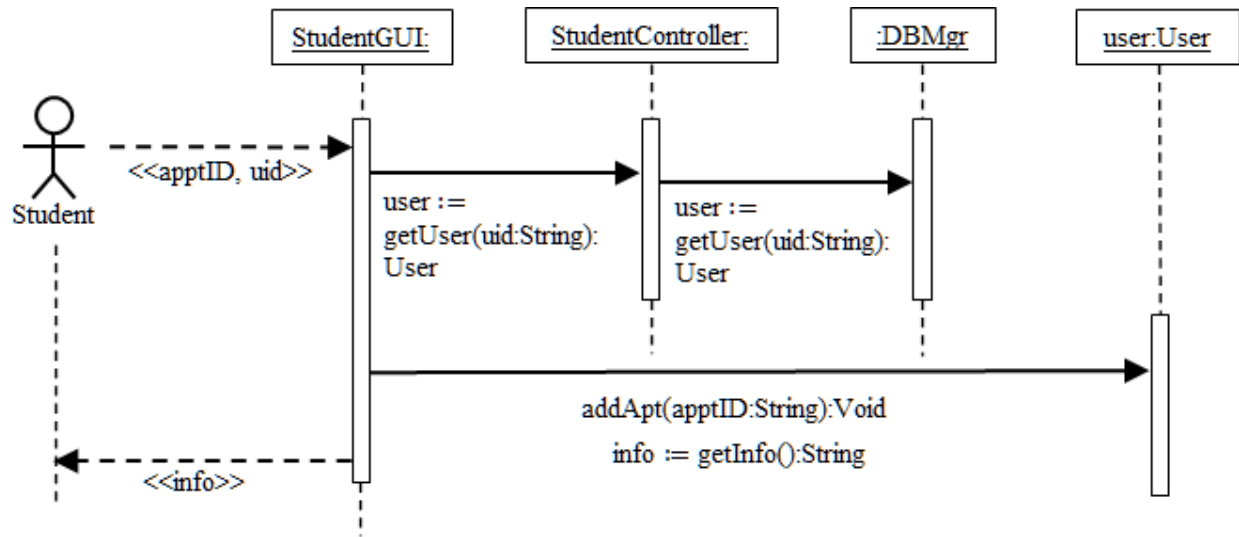 StudentGUI:
StudentController:
:DBMgr
user:User
<<apptID, uid>>
Student
user :=
getUser(uid:String):
User
user :=
getUser(uid:String):
User
addApt(apptID:String):Void
info := getInfo():String
<<info>>